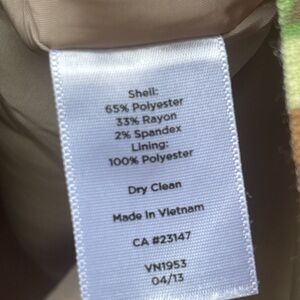 Shell:
65% Polyester
33% Rayon
2% Spandex
Lining:
100% Polyester
Dry Clean
Made in Vietnam
CA #23147
VN1953
04/13